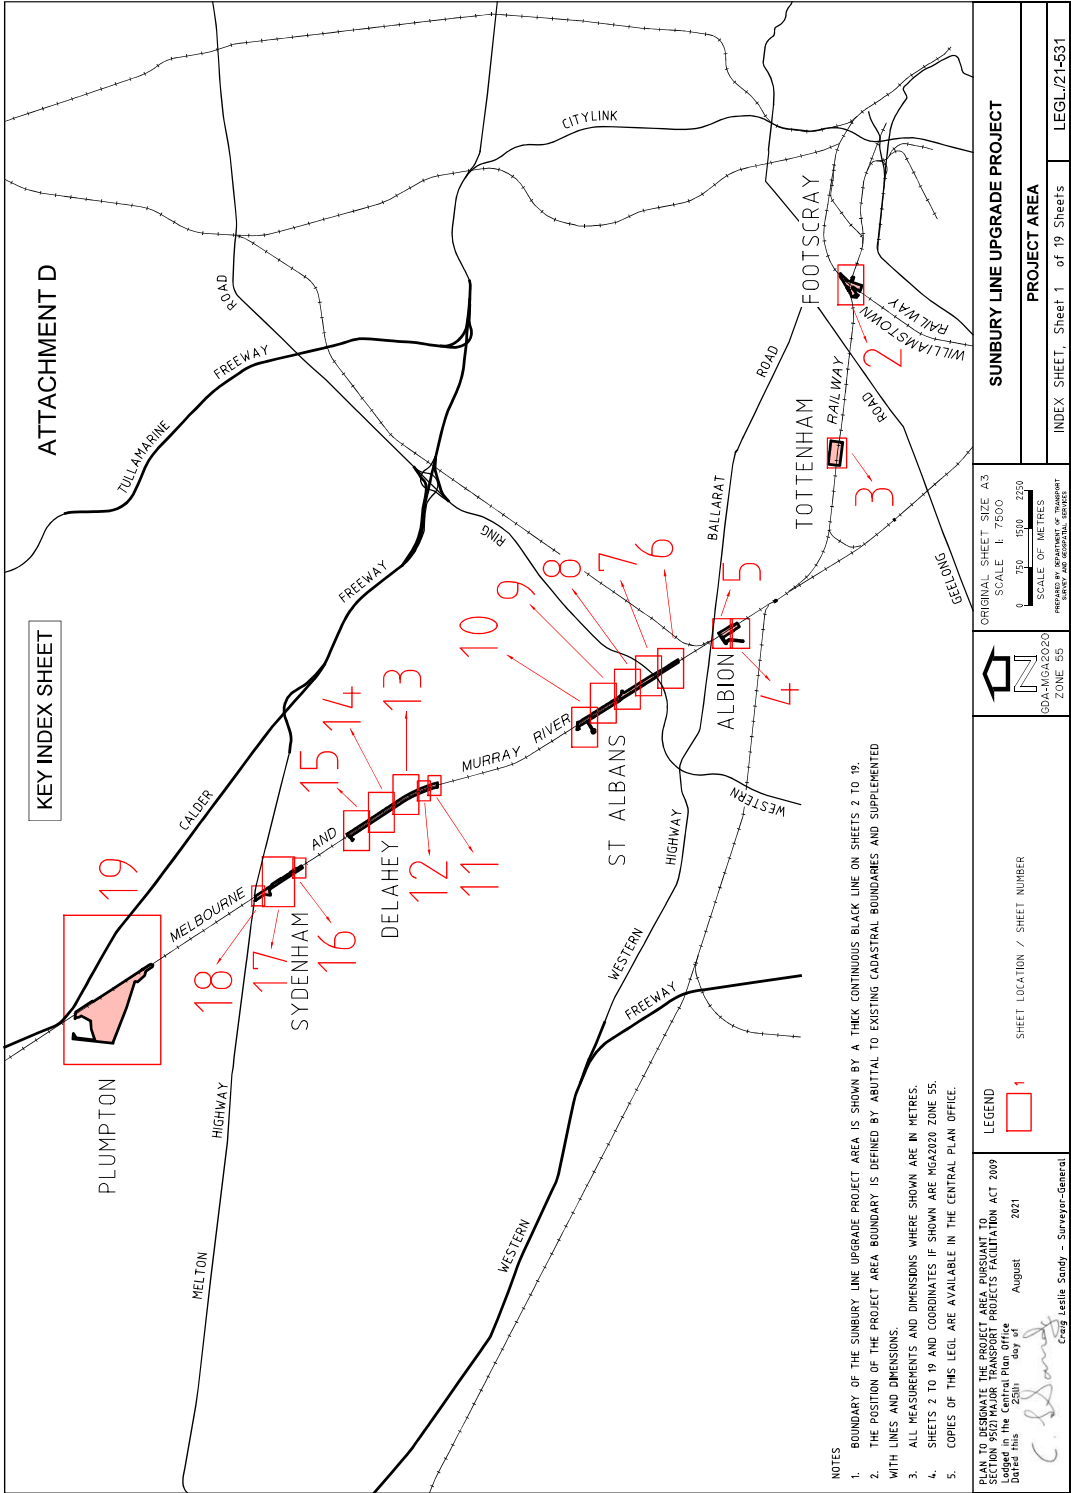 KEY INDEX SHEET
ATTACHMENT D
PLUMPTON
19
CALDER
FREEWAY
TULLAMARINE
FREEWAY
ROAD
RING
CITYLINK
MELTON
HIGHWAY
18
17
16
SYDENHAM
MELBOURNE
AND
MURRAY
RIVER
15
14
13
12
11
DELAHEY
10
9
8
7
6
ST ALBANS
5
4
ALBION
BALLARAT
ROAD
TOTTENHAM
RAILWAY
3
FOOTSCRAY
2
WILLIAMSTOWN
RAILWAY
GEELONG
ROAD
WESTERN
HIGHWAY
WESTERN
WESTERN
FREEWAY
NOTES
1. BOUNDARY OF THE SUNBURY LINE UPGRADE PROJECT AREA IS SHOWN BY A THICK CONTINUOUS BLACK LINE ON SHEETS 2 TO 19.
2. THE POSITION OF THE PROJECT AREA BOUNDARY IS DEFINED BY ABUTTAL TO EXISTING CADASTRAL BOUNDARIES AND SUPPLEMENTED
WITH LINES AND DIMENSIONS.
3. ALL MEASUREMENTS AND DIMENSIONS WHERE SHOWN ARE IN METRES.
4. SHEETS 2 TO 19 AND COORDINATES IF SHOWN ARE MGA2020 ZONE 55.
5. COPIES OF THIS LEGL ARE AVAILABLE IN THE CENTRAL PLAN OFFICE.
PLAN TO DESIGNATE THE PROJECT AREA PURSUANT TO
SECTION 95(2) MAJOR TRANSPORT PROJECTS FACILITATION ACT 2009
Lodged in the Central Plan Office
Dated this 25th day of August 2021
C. L Sandy
Craig Leslie Sandy - Surveyor-General
LEGEND
1
SHEET LOCATION / SHEET NUMBER
N
GDA-MGA2020
ZONE 55
ORIGINAL SHEET SIZE A3
SCALE 1: 7500
0 750 1500 2250
SCALE OF METRES
PREPARED BY DEPARTMENT OF TRANSPORT
SURVEY AND GEOSPATIAL SERVICES
SUNBURY LINE UPGRADE PROJECT
PROJECT AREA
INDEX SHEET, Sheet 1 of 19 Sheets
LEGL./21-531